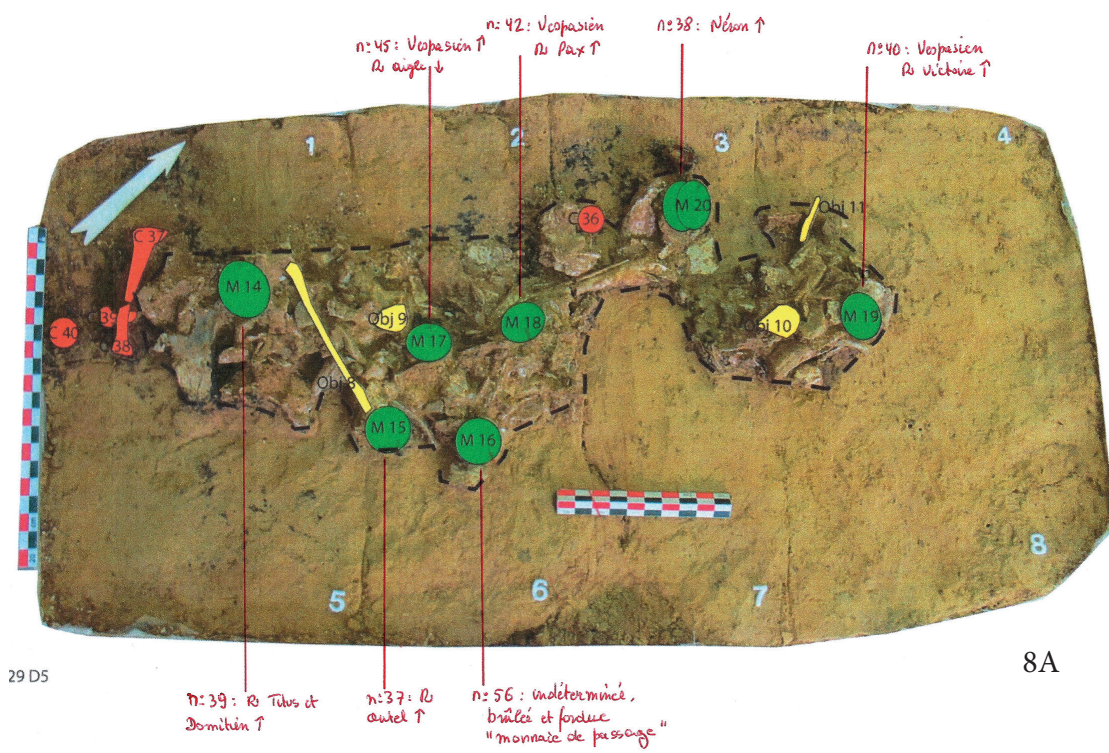 n:45: Vespasien ↑
R aigle ↓
n:42: Vespasien
R Pax ↑
n:38: Néron ↑
n:40: Vespasien
R Victoire ↑
1
2
3
4
C 37
C 36
M 20
Obj 11
M 14
C 39
C 40
C 38
Obj 9
M 17
M 18
Obj 10
M 19
Obj 8
M 15
M 16
5
6
7
8
8A
29 D5
n:39: R Titus et
Domitien ↑
n:37: R
autel ↑
n:56: indéterminé,
brûlée et fondue
"monnaie de passage"